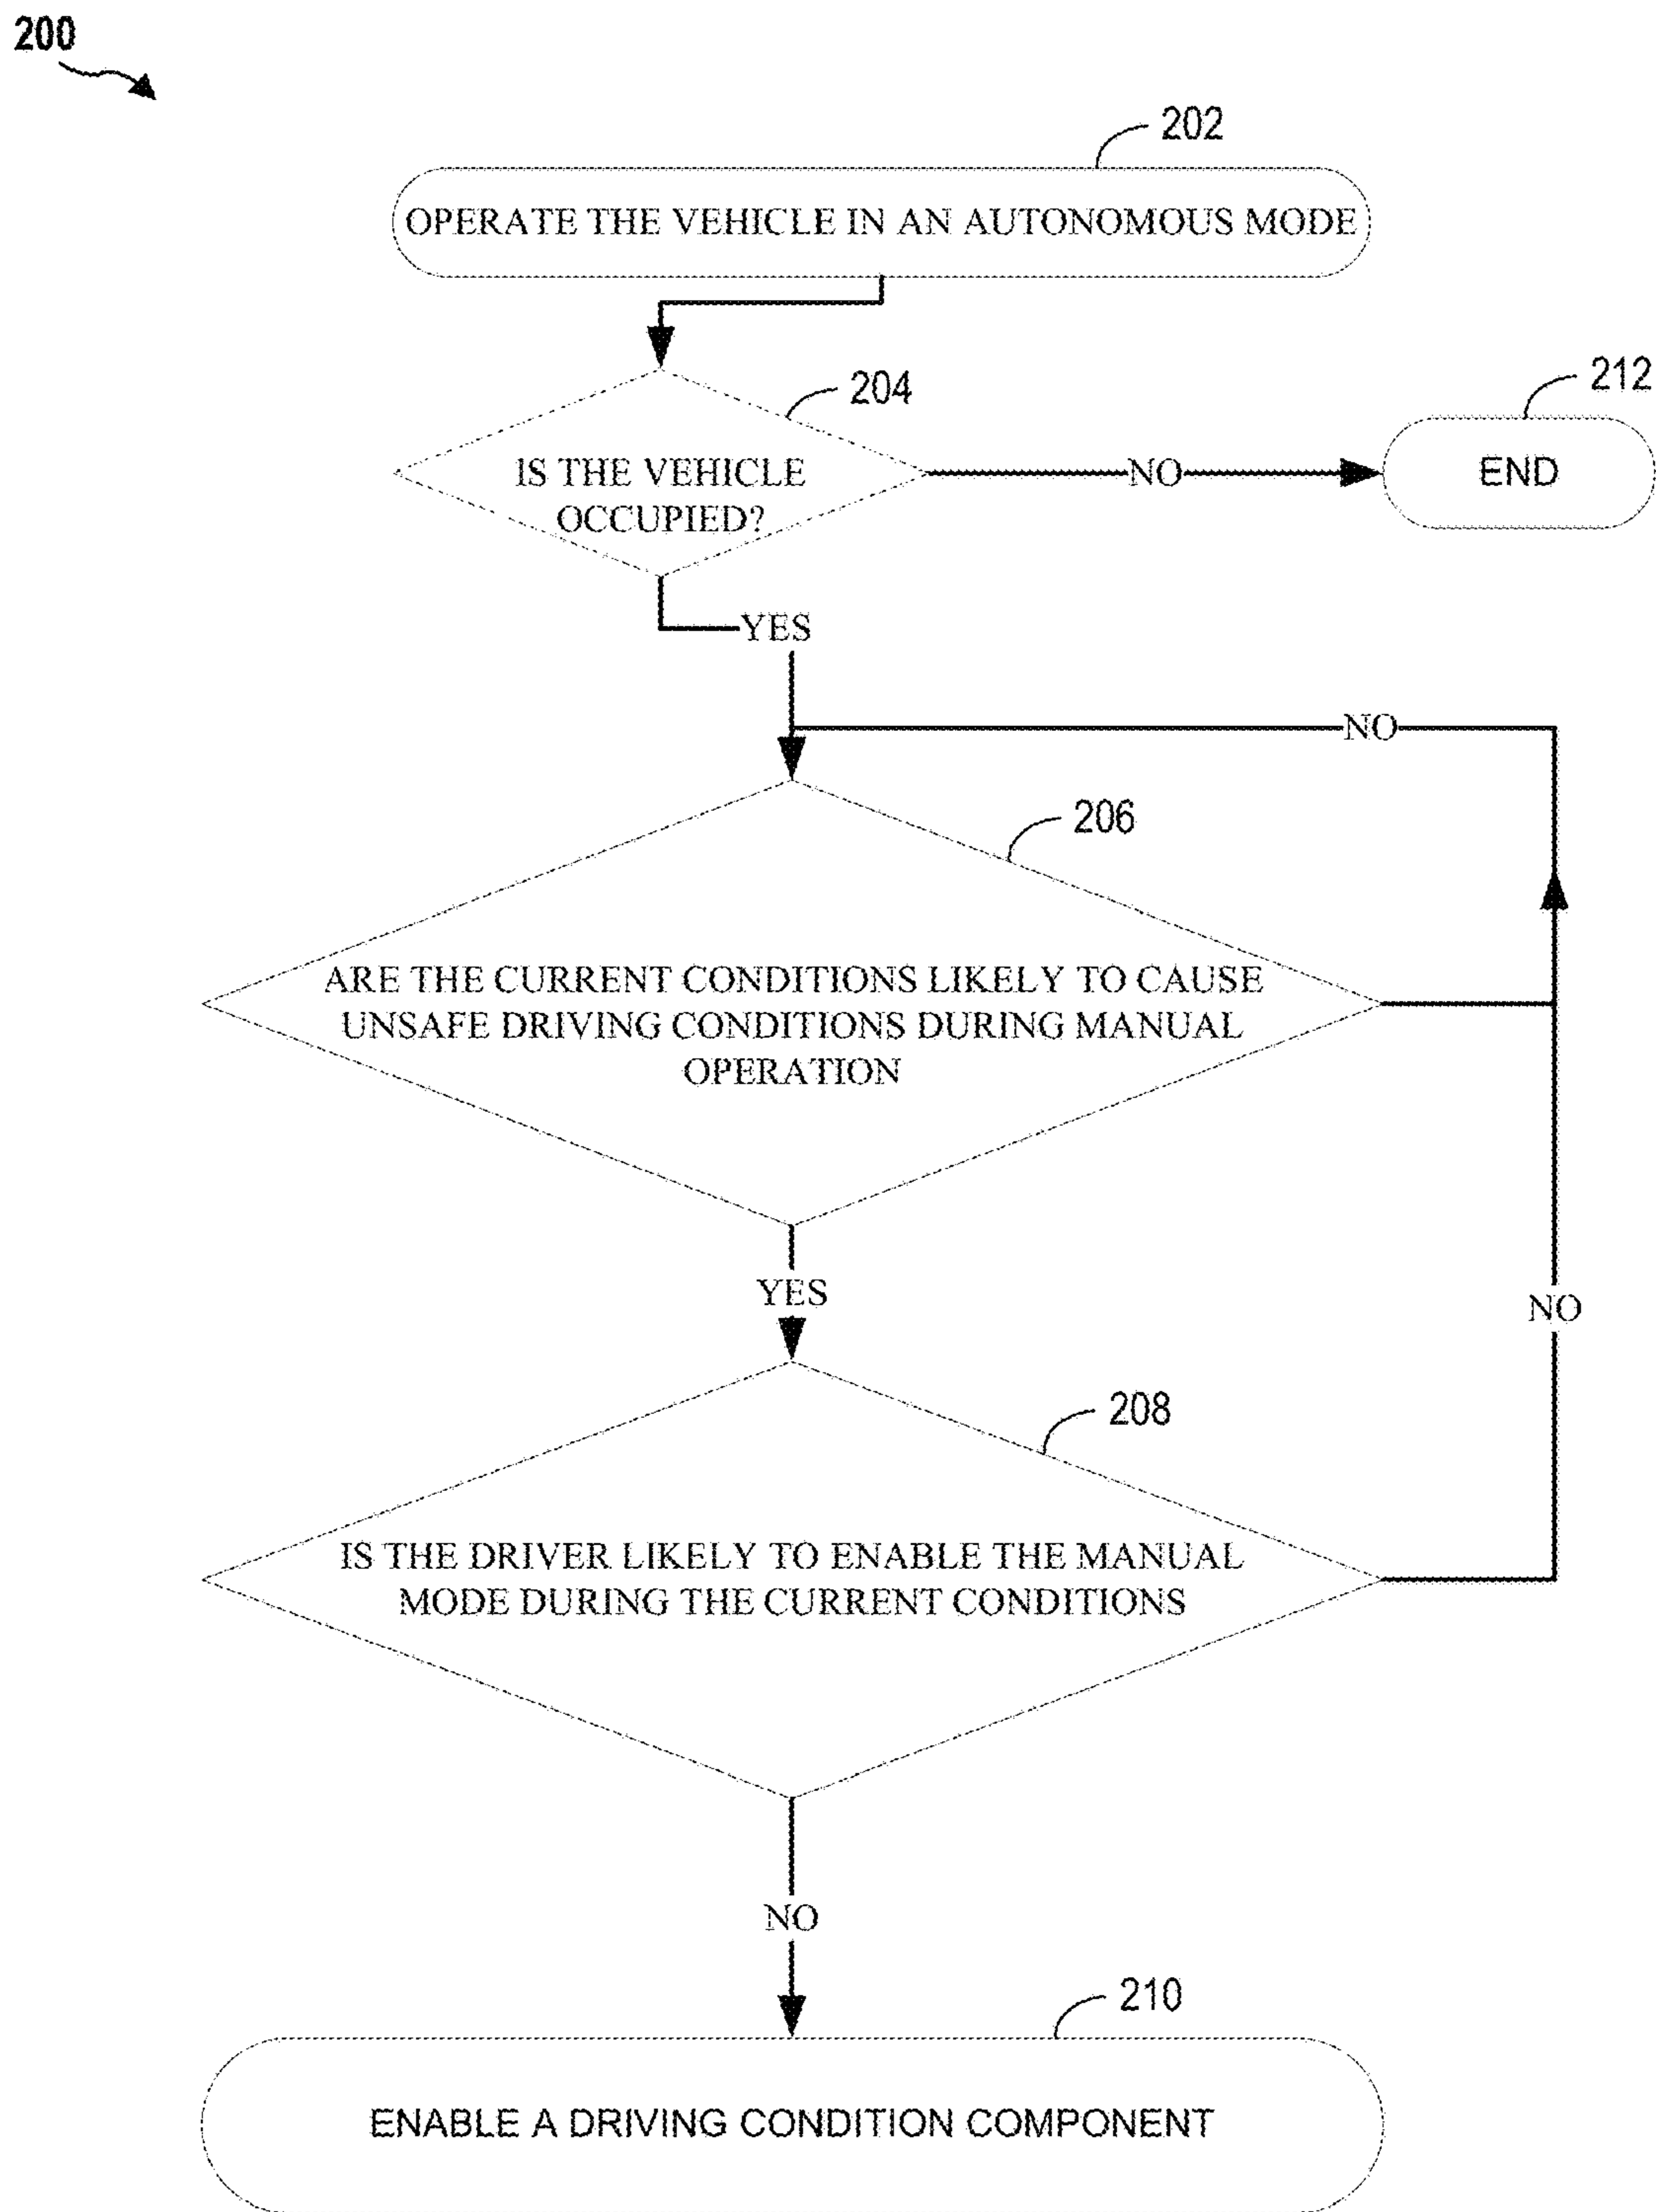 200
202
OPERATE THE VEHICLE IN AN AUTONOMOUS MODE
204
212
IS THE VEHICLE
OCCUPIED?
NO
END
YES
NO
206
ARE THE CURRENT CONDITIONS LIKELY TO CAUSE
UNSAFE DRIVING CONDITIONS DURING MANUAL
OPERATION
YES
NO
208
IS THE DRIVER LIKELY TO ENABLE THE MANUAL
MODE DURING THE CURRENT CONDITIONS
NO
210
ENABLE A DRIVING CONDITION COMPONENT